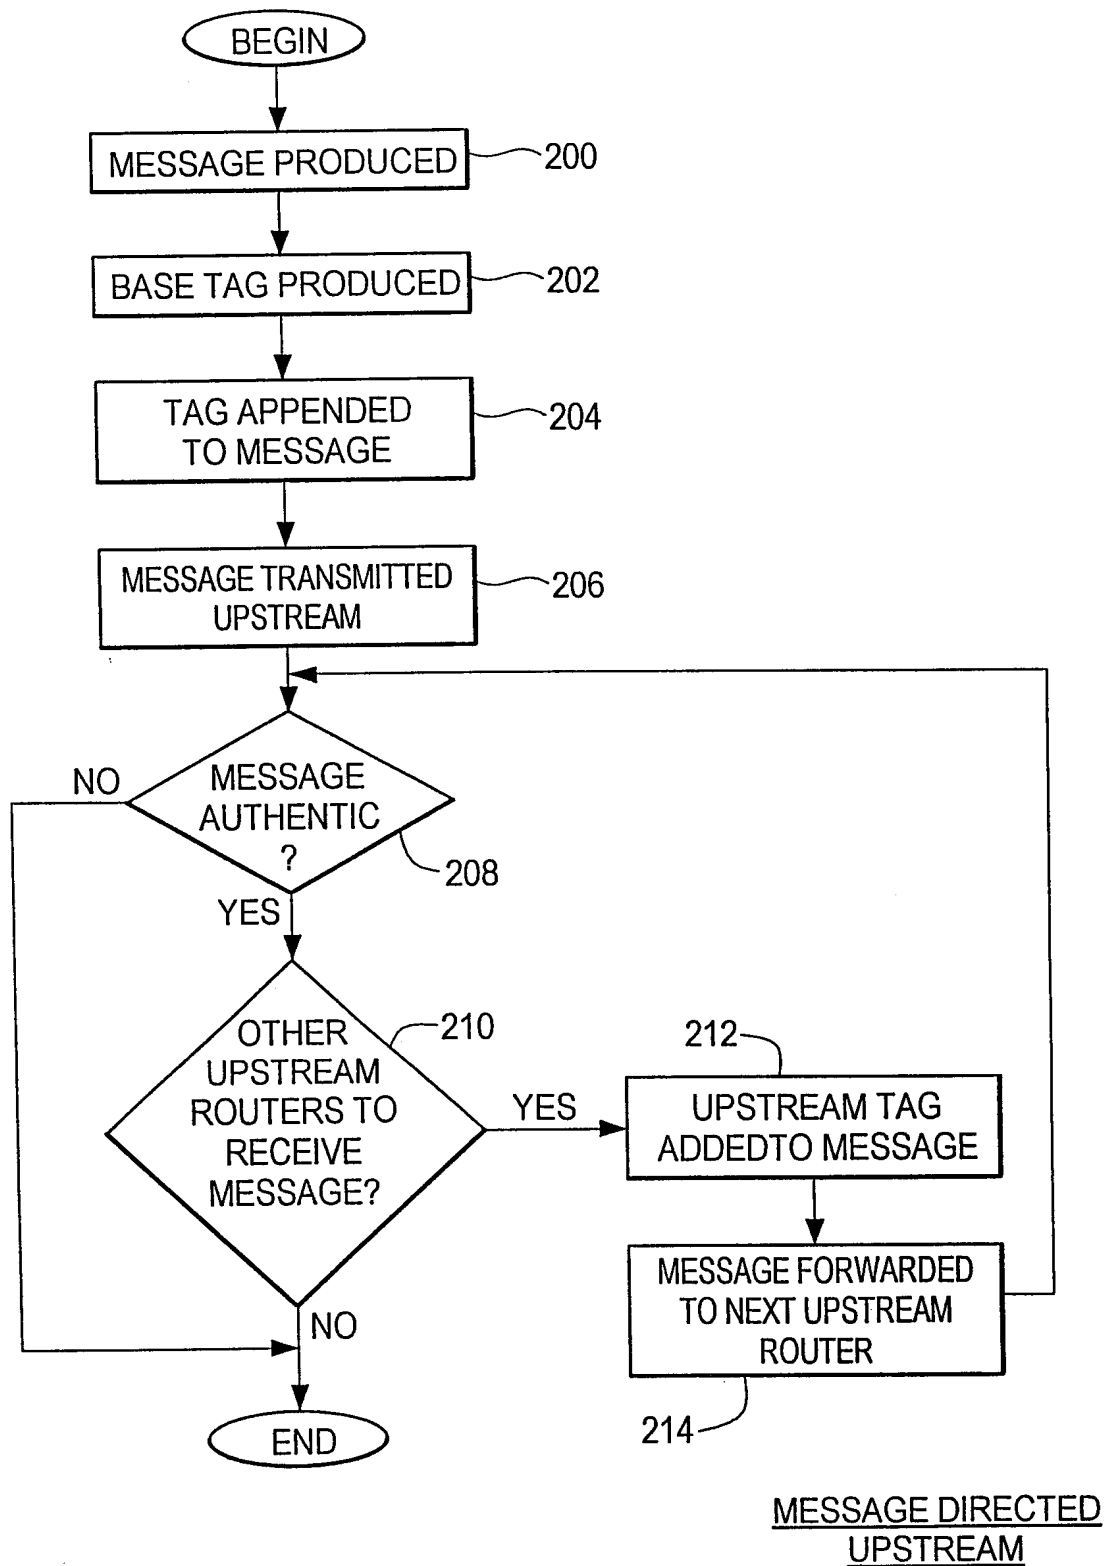 BEGIN
MESSAGE PRODUCED
200
BASE TAG PRODUCED
202
TAG APPENDED
TO MESSAGE
204
MESSAGE TRANSMITTED
UPSTREAM
206
NO
MESSAGE
AUTHENTIC
?
208
YES
OTHER
UPSTREAM
ROUTERS TO
RECEIVE
MESSAGE?
210
YES
212
UPSTREAM TAG
ADDEDTO MESSAGE
MESSAGE FORWARDED
TO NEXT UPSTREAM
ROUTER
214
NO
END
MESSAGE DIRECTED
UPSTREAM